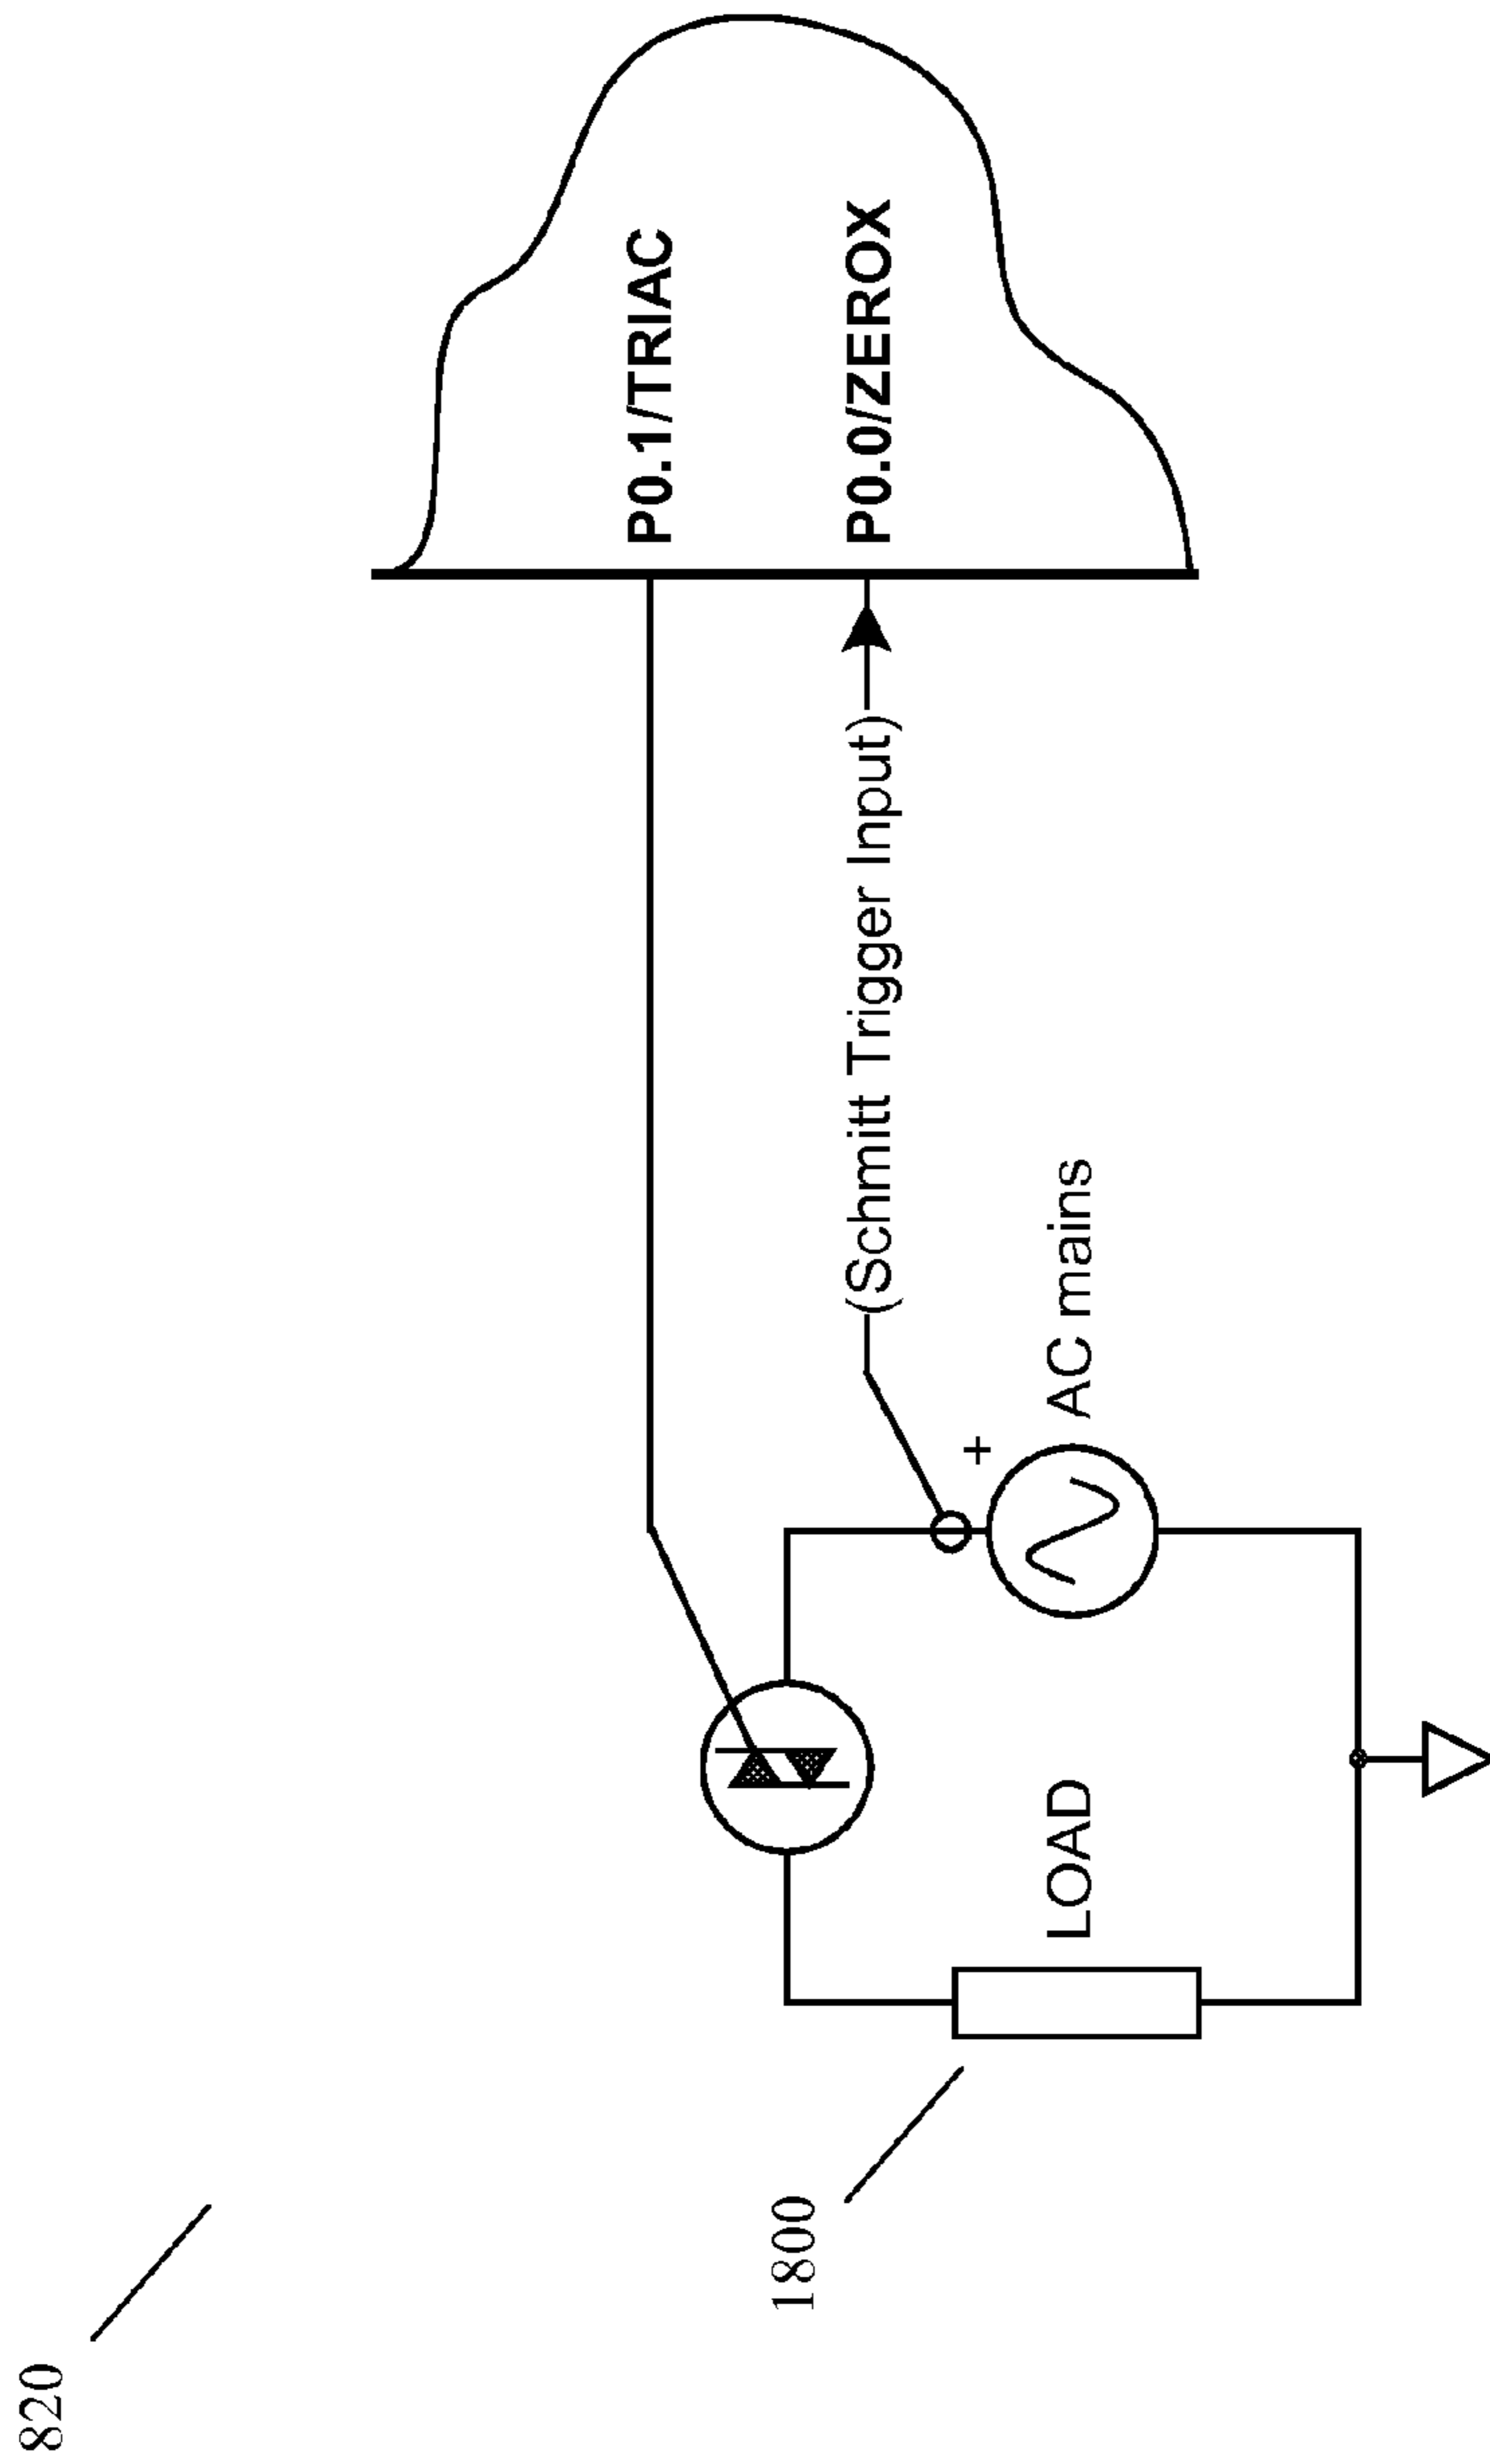 820
P0.1/TRIAC
P0.0/ZEROX
(Schmitt Trigger Input)
+
AC mains
LOAD
1800